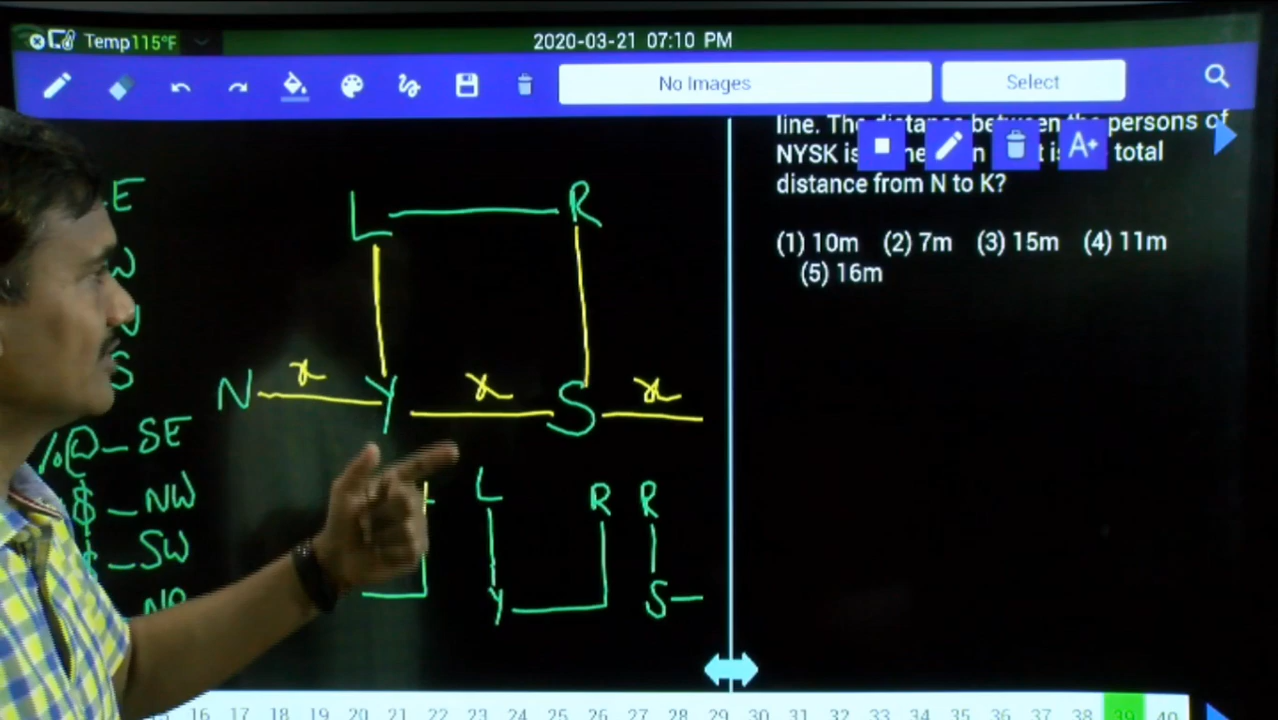 Temp115°F
2020-03-21 07:10 PM
No Images
Select
line. The distance between the persons of
NYSK is total
distance from N to K?
(1) 10m (2) 7m (3) 15m (4) 11m
(5) 16m
A+
E
W
N
S
%@ - SE
$ - NW
- SW
L R
N x Y x S x
L R R
Y S
16 17 18 19 20 21 22 23 24 25 26 27 28 29 30 31 32 33 34 35 36 37 38 39 40